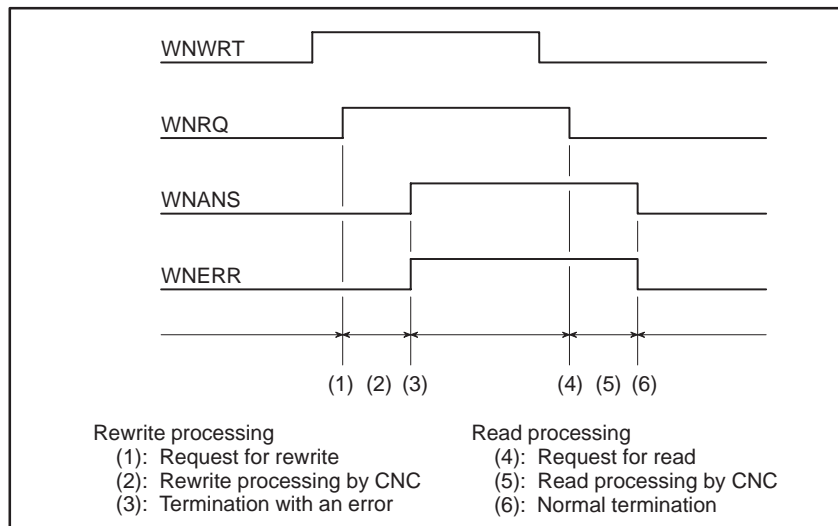 WNWRT
WNRQ
WNANS
WNERR
(1) (2) (3) (4) (5) (6)
Rewrite processing
(1): Request for rewrite
(2): Rewrite processing by CNC
(3): Termination with an error
Read processing
(4): Request for read
(5): Read processing by CNC
(6): Normal termination